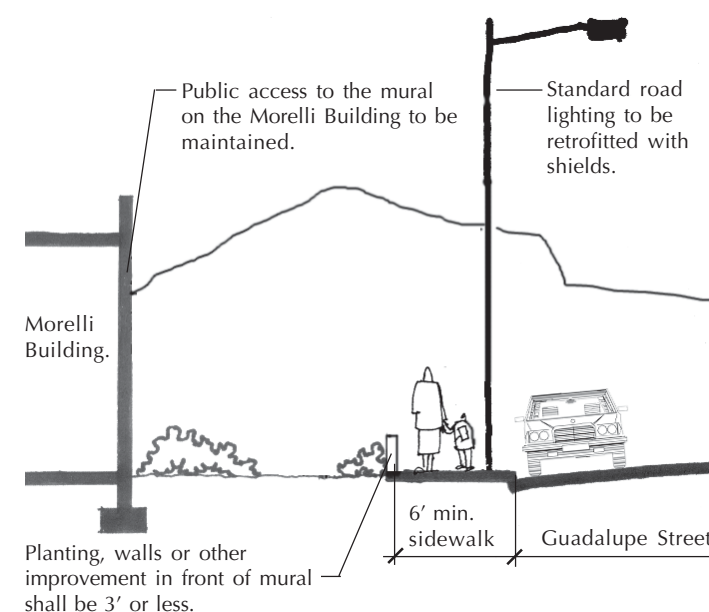 Public access to the mural
on the Morelli Building to be
maintained.
Standard road
lighting to be
retrofitted with
shields.
Morelli
Building.
6’ min.
sidewalk
Guadalupe Street
Planting, walls or other
improvement in front of mural
shall be 3’ or less.